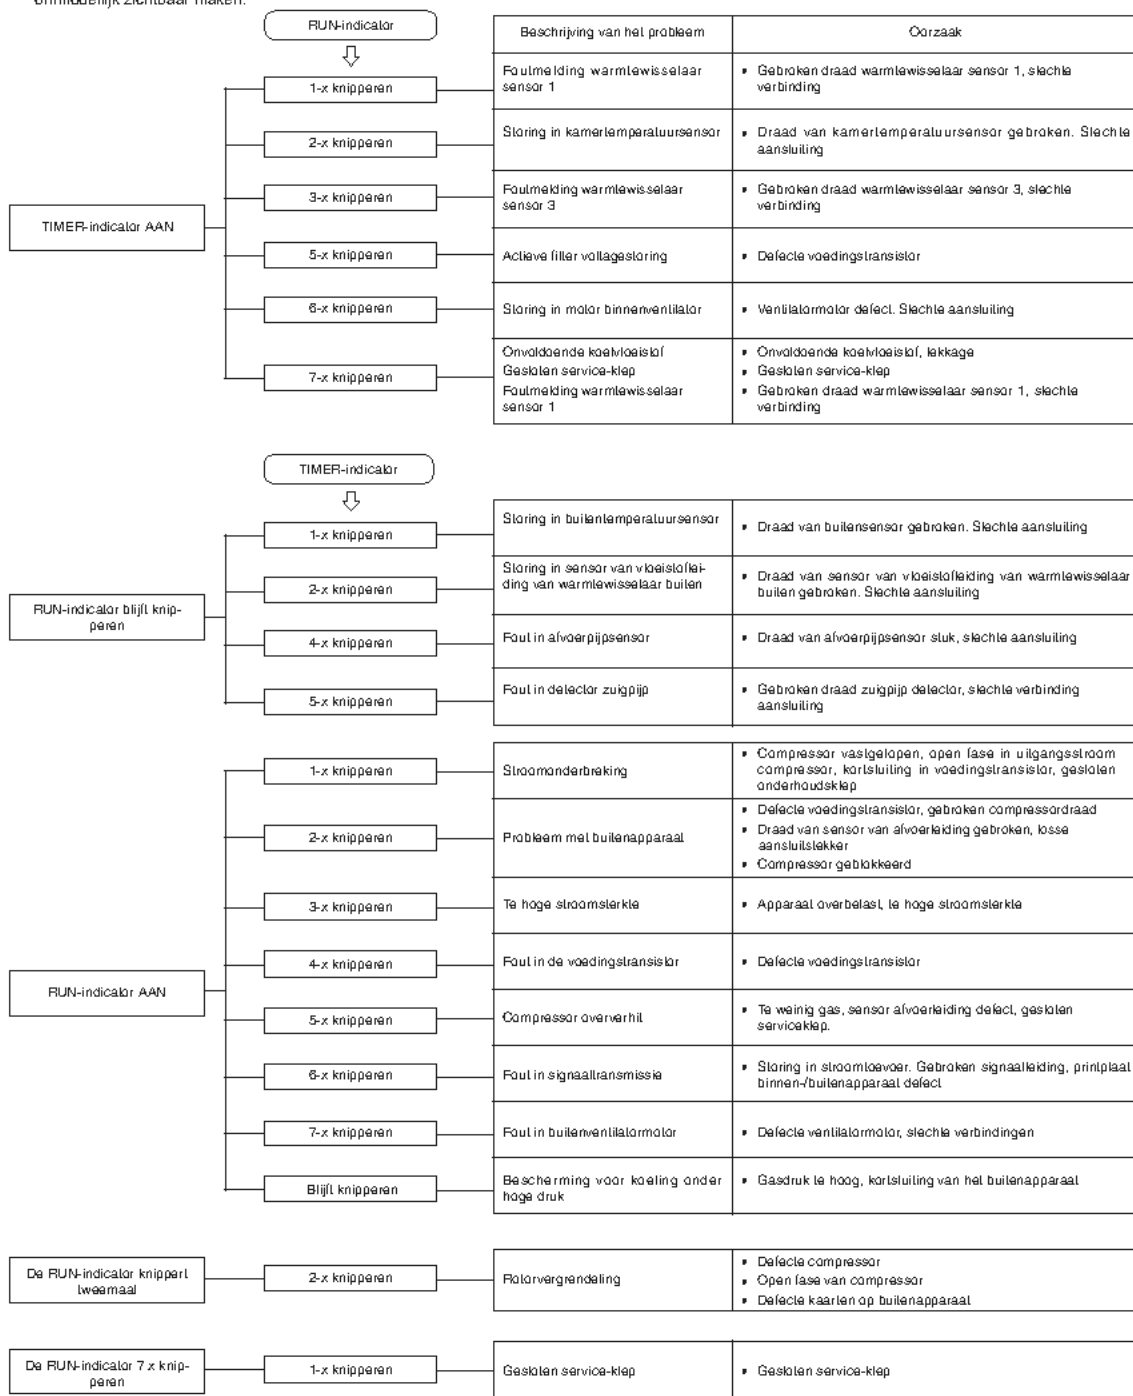 onmiddellijk zichtbaar maken.
RUN-indicator
Beschrijving van het probleem
Oorzaak
TIMER-indicator AAN
1-x knipperen
Foutmelding warmtewisselaar
sensor 1
• Gebroken draad warmtewisselaar sensor 1, slechte
verbinding
2-x knipperen
Storing in kamertemperatuursensor
• Draad van kamertemperatuursensor gebroken. Slechte
aansluiting
3-x knipperen
Foutmelding warmtewisselaar
sensor 3
• Gebroken draad warmtewisselaar sensor 3, slechte
verbinding
5-x knipperen
Actieve filter voltagestoring
• Defecte voedingstransistor
6-x knipperen
Storing in motor binnenventilator
• Ventilatormotor defect. Slechte aansluiting
7-x knipperen
Onvoldoende koelvloeistof
Gesloten service-klep
Foutmelding warmtewisselaar
sensor 1
• Onvoldoende koelvloeistof, lekkage
• Gesloten service-klep
• Gebroken draad warmtewisselaar sensor 1, slechte
verbinding
TIMER-indicator
RUN-indicator blijft knip-
peren
1-x knipperen
Storing in buitentemperatuursensor
• Draad van buitensensor gebroken. Slechte aansluiting
2-x knipperen
Storing in sensor van vloeistoflei-
ding van warmtewisselaar buiten
• Draad van sensor van vloeistofleiding van warmtewisselaar
buiten gebroken. Slechte aansluiting
4-x knipperen
Fout in afvoerpijpsensor
• Draad van afvoerpijpsensor stuk, slechte aansluiting
5-x knipperen
Fout in detector zuigpijp
• Gebroken draad zuigpijp detector, slechte verbinding
aansluiting
RUN-indicator AAN
1-x knipperen
Stroomonderbreking
• Compressor vastgelopen, open fase in uitgangsstroom
compressor, kortsluiting in voedingstransistor, gesloten
onderhoudsklep
2-x knipperen
Probleem met buitenapparaat
• Defecte voedingstransistor, gebroken compressordraad
• Draad van sensor van afvoerleiding gebroken, losse
aansluitstekker
• Compressor geblokkeerd
3-x knipperen
Te hoge stroomsterkte
• Apparaat overbelast, te hoge stroomsterkte
4-x knipperen
Fout in de voedingstransistor
• Defecte voedingstransistor
5-x knipperen
Compressor oververhit
• Te weinig gas, sensor afvoerleiding defect, gesloten
serviceklep.
6-x knipperen
Fout in signaaltransmissie
• Storing in stroomtoevoer. Gebroken signaalleiding, printplaat
binnen-/buitenapparaat defect
7-x knipperen
Fout in buitenventilatormotor
• Defecte ventilatormotor, slechte verbindingen
Blijft knipperen
Bescherming voor koeling onder
hoge druk
• Gasdruk te hoog, kortsluiting van het buitenapparaat
De RUN-indicator knippert
tweemaal
2-x knipperen
Rotorvergrendeling
• Defecte compressor
• Open fase van compressor
• Defecte kaarten op buitenapparaat
De RUN-indicator 7 x knip-
peren
1-x knipperen
Gesloten service-klep
• Gesloten service-klep